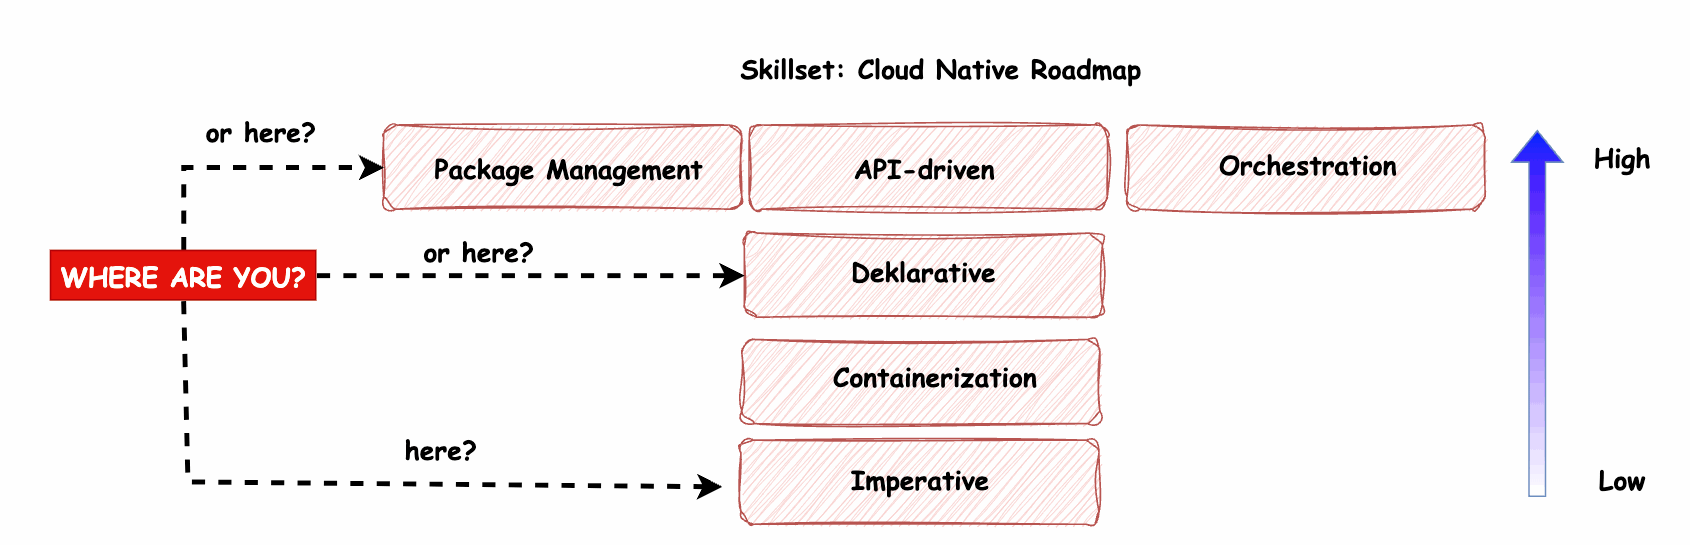 Skillset: Cloud Native Roadmap
or here?
Package Management
API-driven
Orchestration
High
WHERE ARE YOU?
or here?
Deklarative
Containerization
here?
Imperative
Low